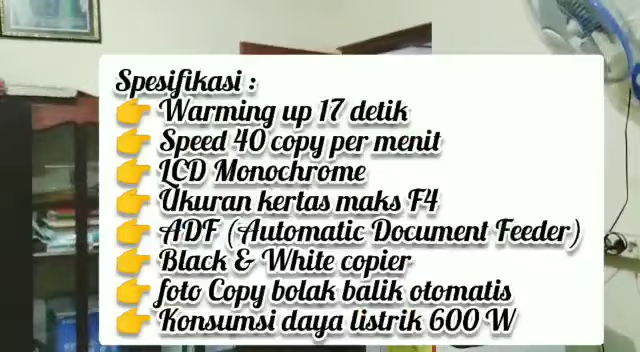 Spesifikasi :
👉 Warming up 17 detik
👉 Speed 40 copy per menit
👉 LCD Monochrome
👉 Ukuran kertas maks F4
👉 ADF (Automatic Document Feeder)
👉 Black & White copier
👉 foto Copy bolak balik otomatis
👉 Konsumsi daya listrik 600 W